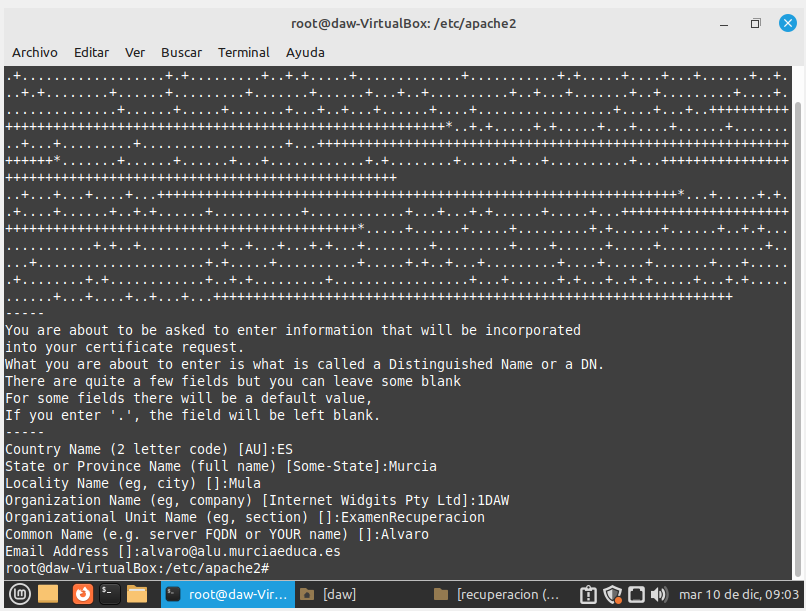 root@daw-VirtualBox: /etc/apache2
Archivo Editar Ver Buscar Terminal Ayuda
-----
You are about to be asked to enter information that will be incorporated
into your certificate request.
What you are about to enter is what is called a Distinguished Name or a DN.
There are quite a few fields but you can leave some blank
For some fields there will be a default value,
If you enter '.', the field will be left blank.
-----
Country Name (2 letter code) [AU]:ES
State or Province Name (full name) [Some-State]:Murcia
Locality Name (eg, city) []:Mula
Organization Name (eg, company) [Internet Widgits Pty Ltd]:1DAW
Organizational Unit Name (eg, section) []:ExamenRecuperacion
Common Name (e.g. server FQDN or YOUR name) []:Alvaro
Email Address []:alvaro@alu.murciaeduca.es
root@daw-VirtualBox:/etc/apache2#
root@daw-Vir... [daw] [recuperacion (... mar 10 de dic, 09:03